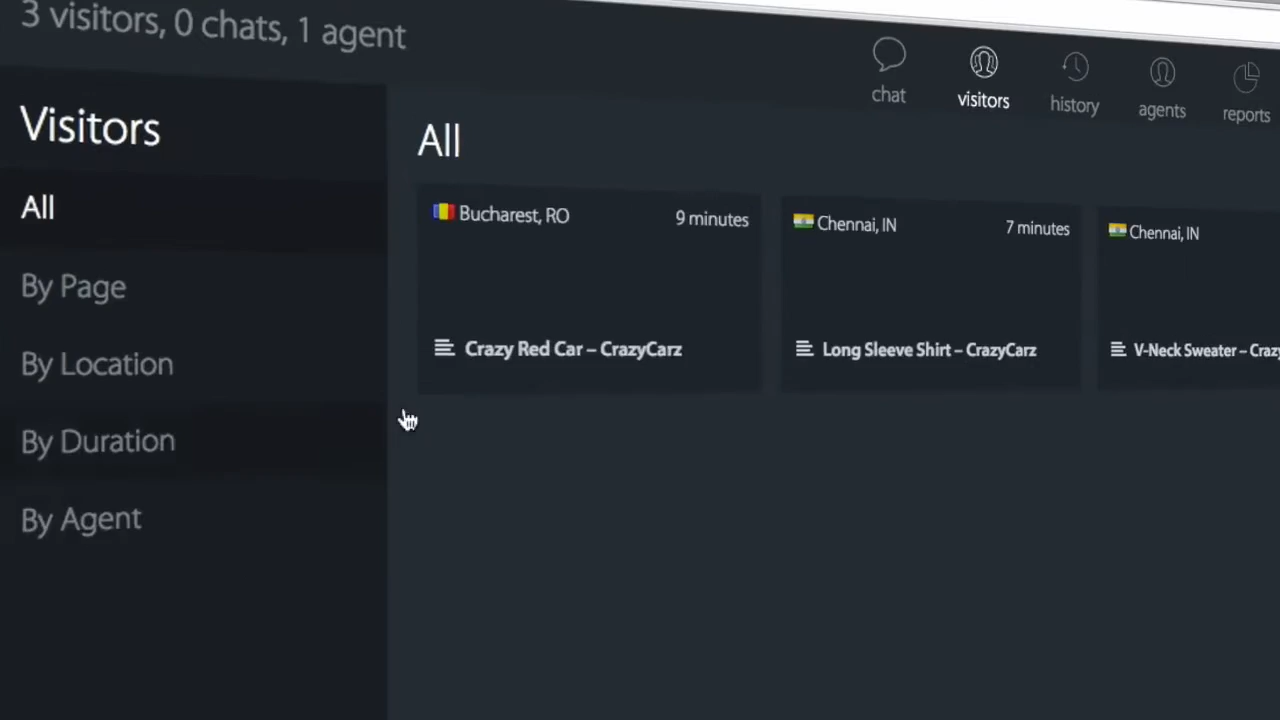 3 visitors, 0 chats, 1 agent
chat
visitors
history
agents
reports
Visitors
All
By Page
By Location
By Duration
By Agent
All
Bucharest, RO
9 minutes
Crazy Red Car – CrazyCarz
Chennai, IN
7 minutes
Long Sleeve Shirt – CrazyCarz
Chennai, IN
V-Neck Sweater – Crazy